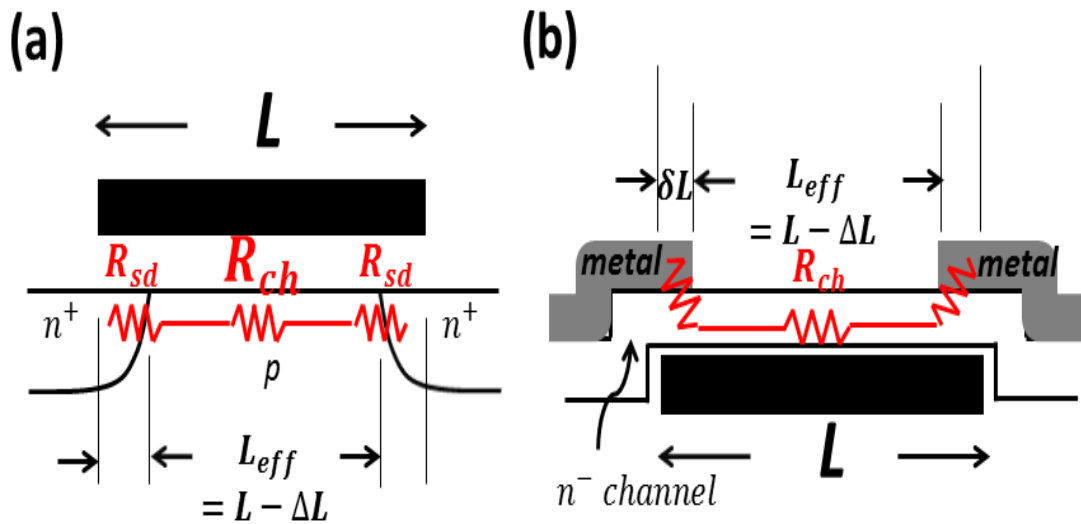 (a)
L
R_sd
R_ch
R_sd
n⁺
n⁺
p
L_eff
= L − ΔL
(b)
δL
L_eff
= L − ΔL
metal
R_ch
metal
L
n⁻ channel